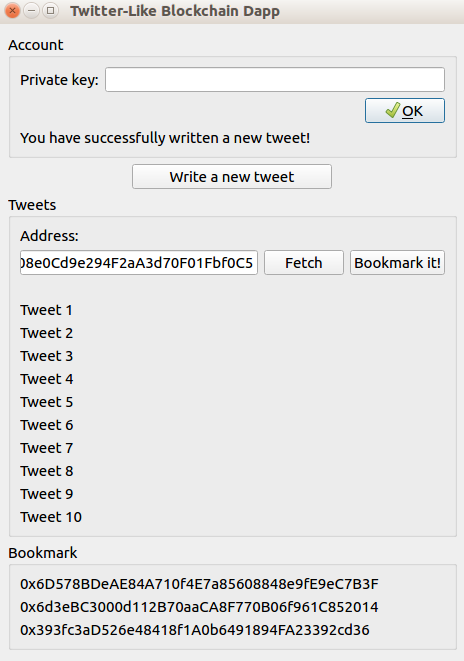 Twitter-Like Blockchain Dapp
Account
Private key:
OK
You have successfully written a new tweet!
Write a new tweet
Tweets
Address:
08e0Cd9e294F2aA3d70F01Fbf0C5 Fetch Bookmark it!
Tweet 1
Tweet 2
Tweet 3
Tweet 4
Tweet 5
Tweet 6
Tweet 7
Tweet 8
Tweet 9
Tweet 10
Bookmark
0x6D578BDeAE84A710f4E7a85608848e9fE9eC7B3F
0x6d3eBC3000d112B70aaCA8F770B06f961C852014
0x393fc3aD526e48418f1A0b6491894FA23392cd36